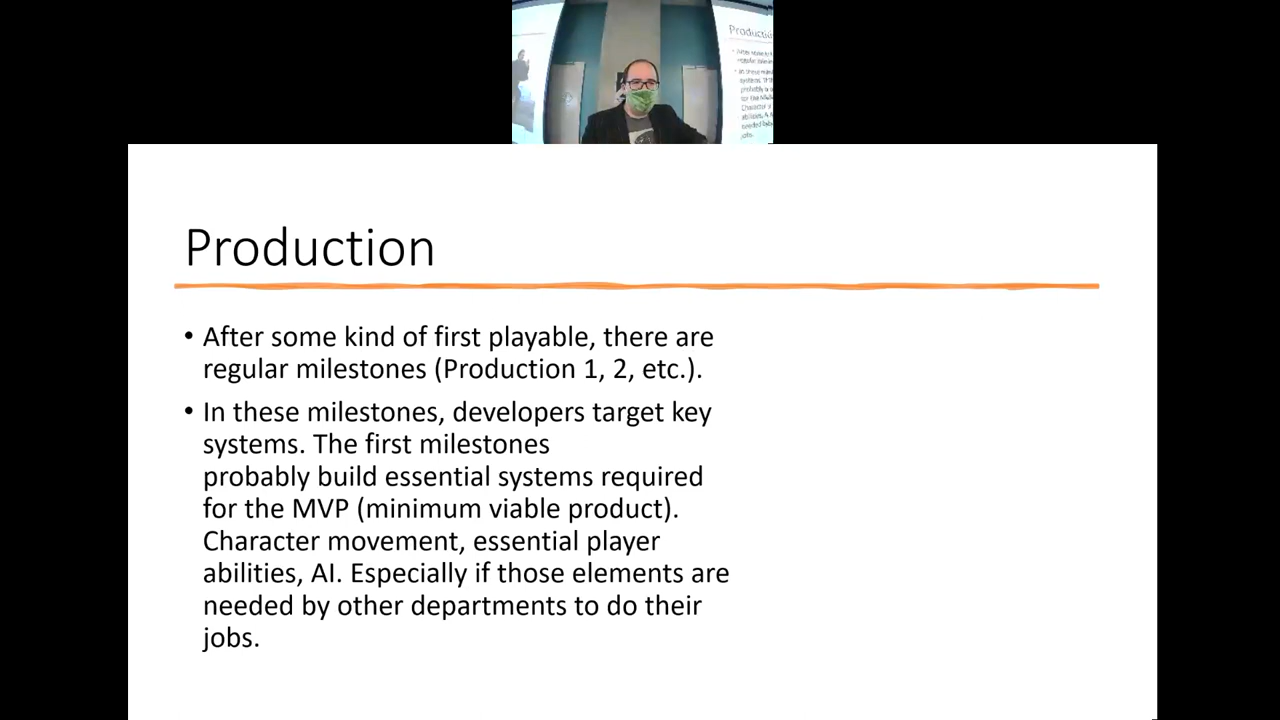 Production
• After some kind of first playable, there are
regular milestones (Production 1, 2, etc.).
• In these milestones, developers target key
systems. The first milestones
probably build essential systems required
for the MVP (minimum viable product).
Character movement, essential player
abilities, AI. Especially if those elements are
needed by other departments to do their
jobs.